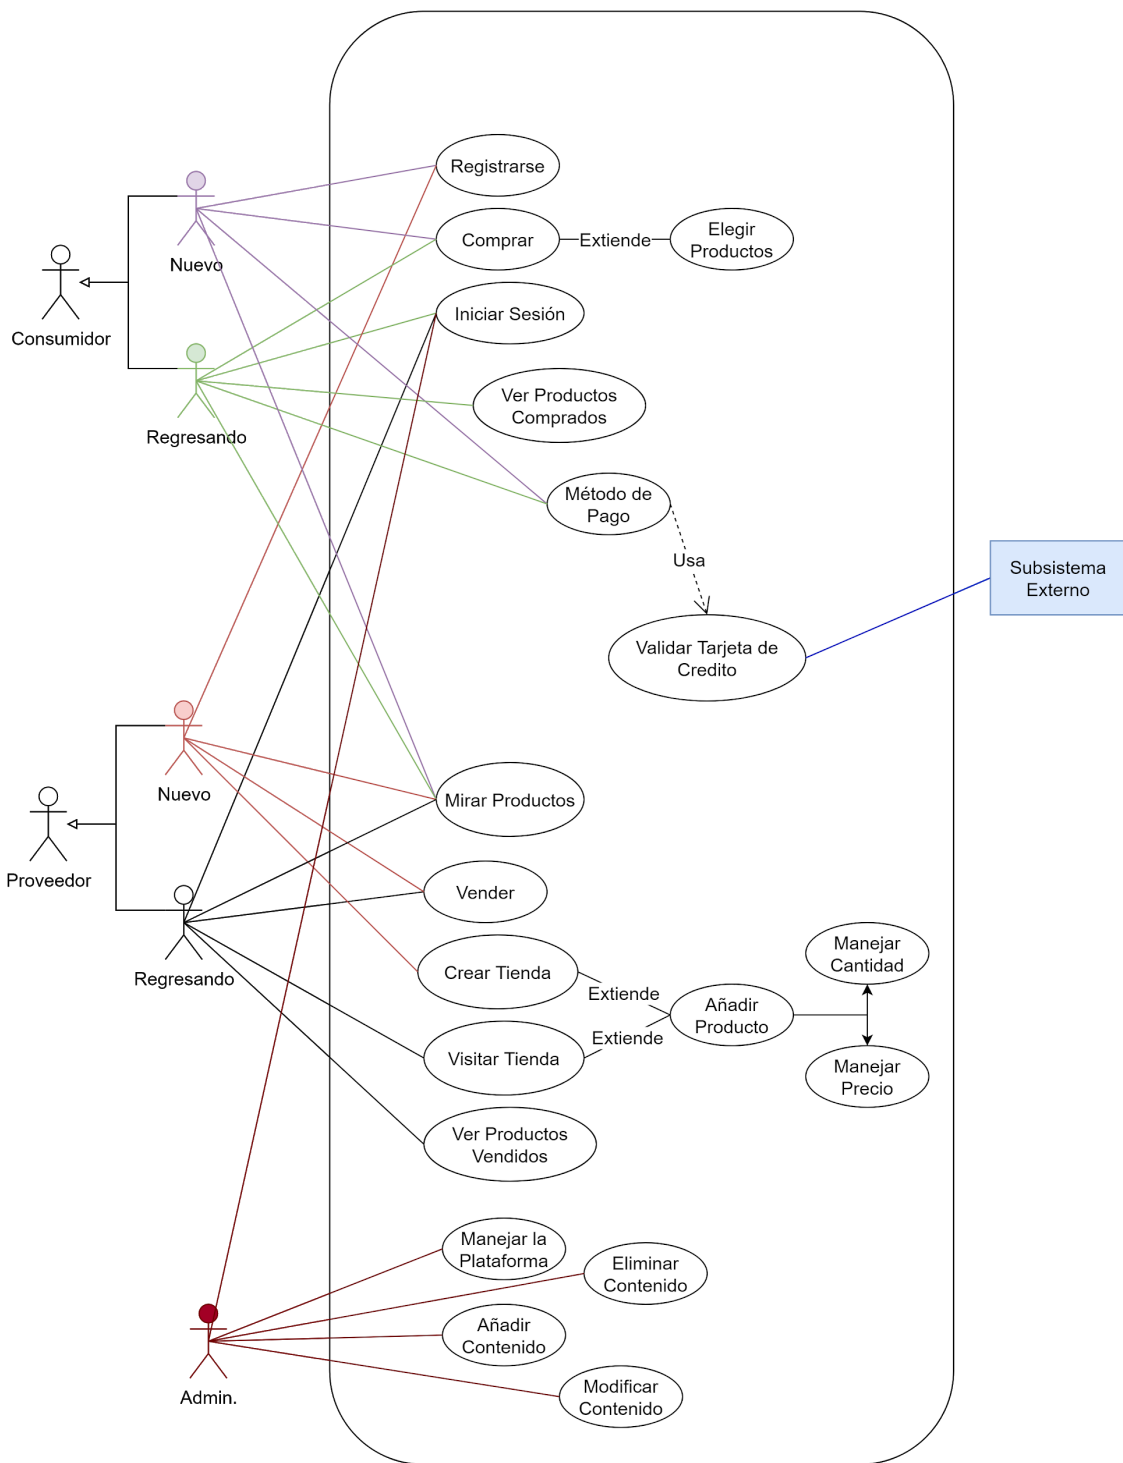 Registrarse
Nuevo
Comprar
Extiende
Elegir
Productos
Consumidor
Iniciar Sesión
Regresando
Ver Productos
Comprados
Método de
Pago
Usa
Subsistema
Externo
Validar Tarjeta de
Credito
Nuevo
Mirar Productos
Proveedor
Vender
Regresando
Crear Tienda
Extiende
Manejar
Cantidad
Añadir
Producto
Extiende
Visitar Tienda
Manejar
Precio
Ver Productos
Vendidos
Manejar la
Plataforma
Eliminar
Contenido
Añadir
Contenido
Admin.
Modificar
Contenido